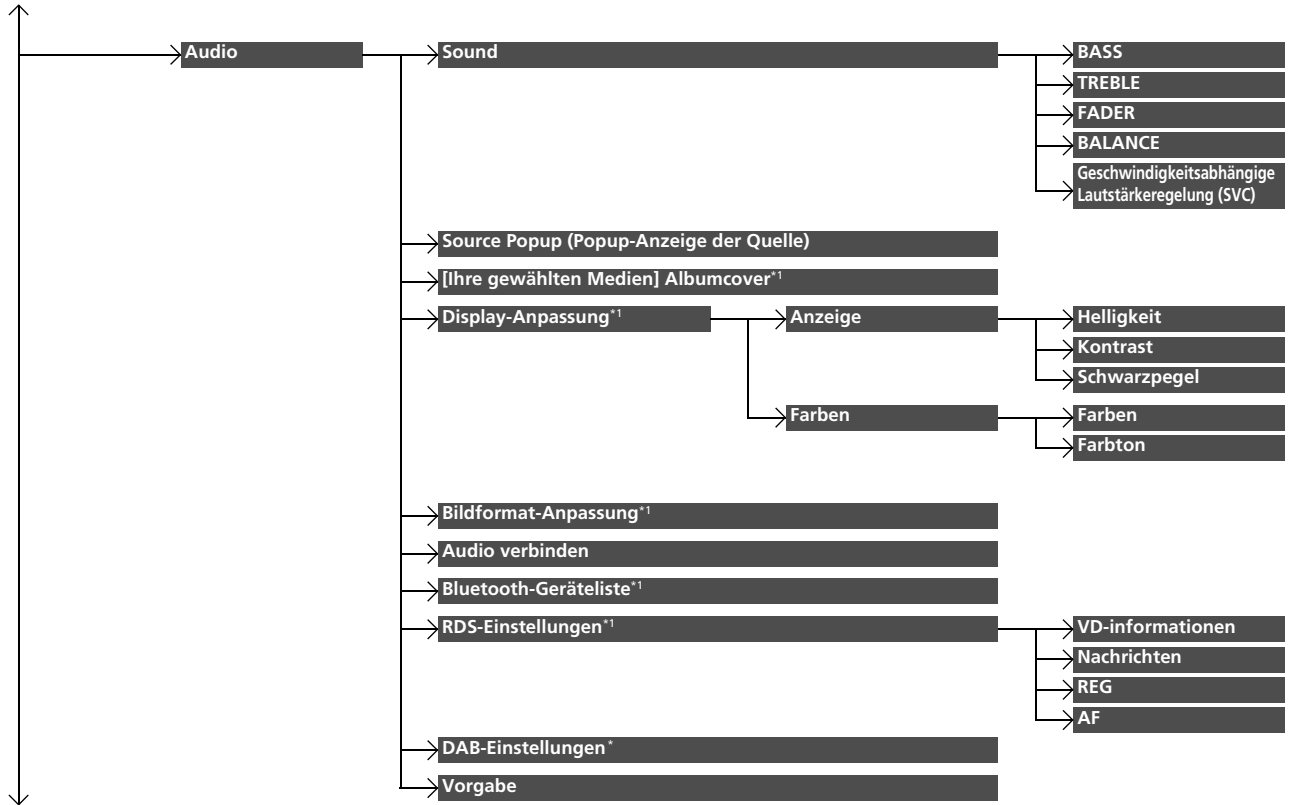 Audio
Sound
BASS
TREBLE
FADER
BALANCE
Geschwindigkeitsabhängige
Lautstärkeregelung (SVC)
Source Popup (Popup-Anzeige der Quelle)
[Ihre gewählten Medien] Albumcover*1
Display-Anpassung*1
Anzeige
Helligkeit
Kontrast
Schwarzpegel
Farben
Farben
Farbton
Bildformat-Anpassung*1
Audio verbinden
Bluetooth-Geräteliste*1
RDS-Einstellungen*1
VD-informationen
Nachrichten
REG
AF
DAB-Einstellungen*
Vorgabe